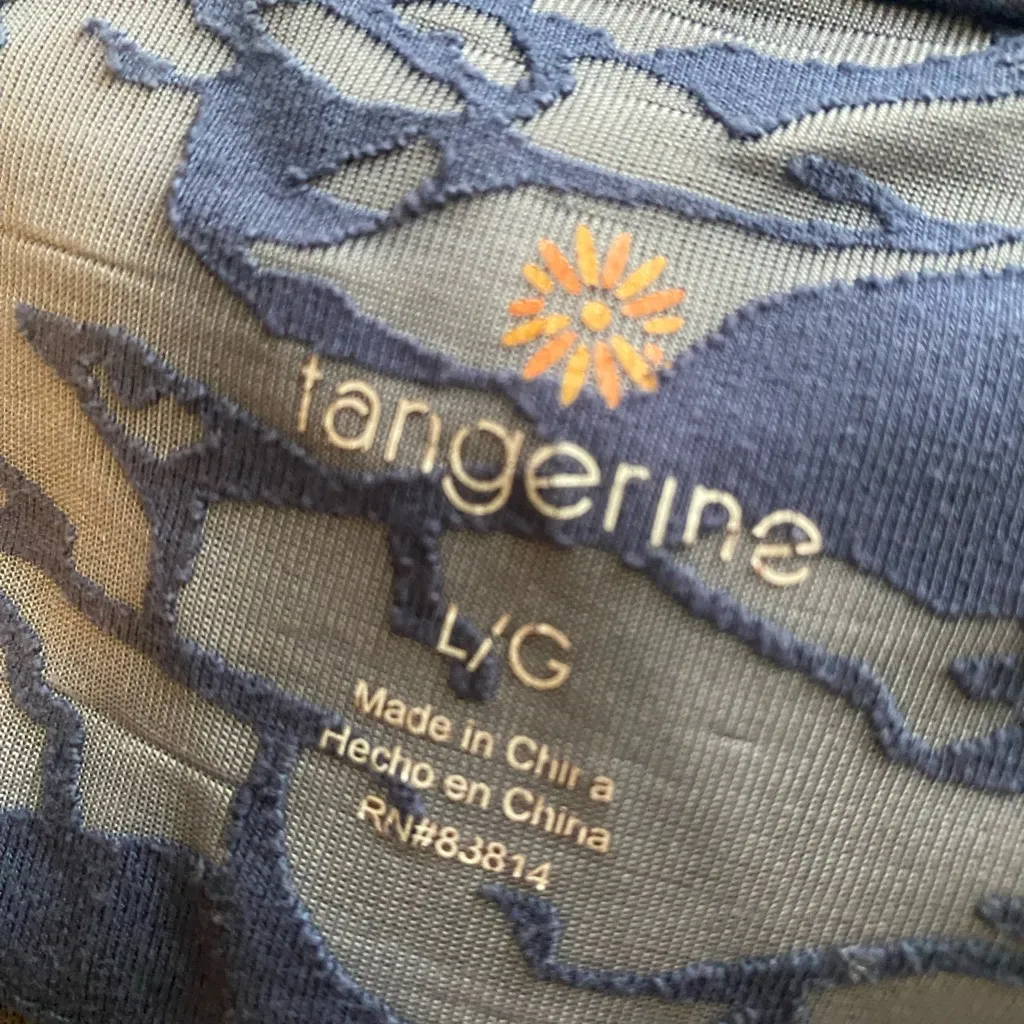 tangerine
L/G
Made in China
Hecho en China
RN#83814